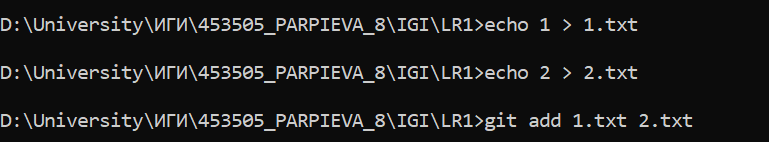 D:\University\ИГИ\453505_PARPIEVA_8\IGI\LR1>echo 1 > 1.txt
D:\University\ИГИ\453505_PARPIEVA_8\IGI\LR1>echo 2 > 2.txt
D:\University\ИГИ\453505_PARPIEVA_8\IGI\LR1>git add 1.txt 2.txt